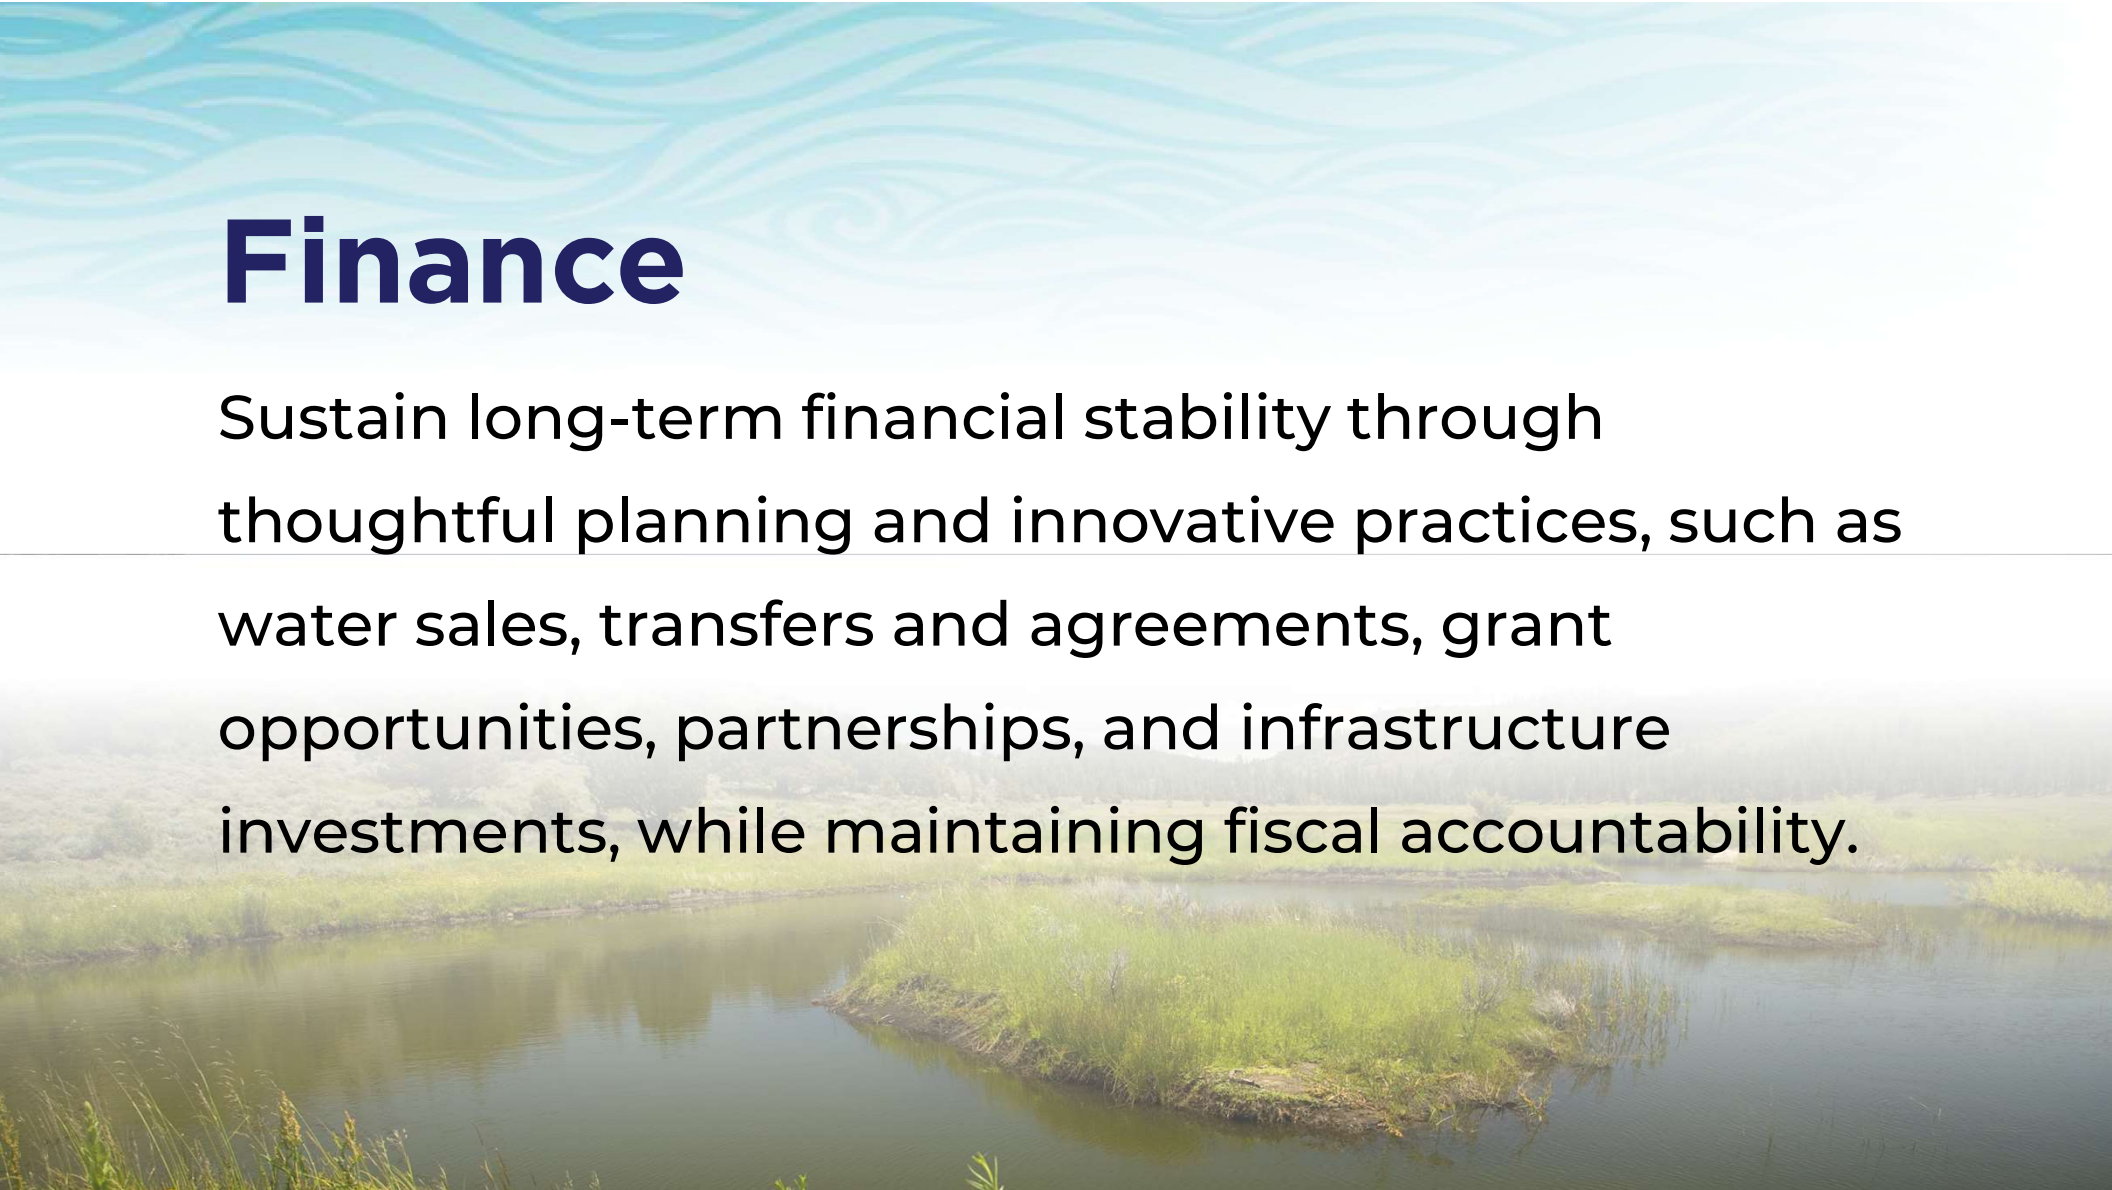 Finance
Sustain long-term financial stability through
thoughtful planning and innovative practices, such as
water sales, transfers and agreements, grant
opportunities, partnerships, and infrastructure
investments, while maintaining fiscal accountability.